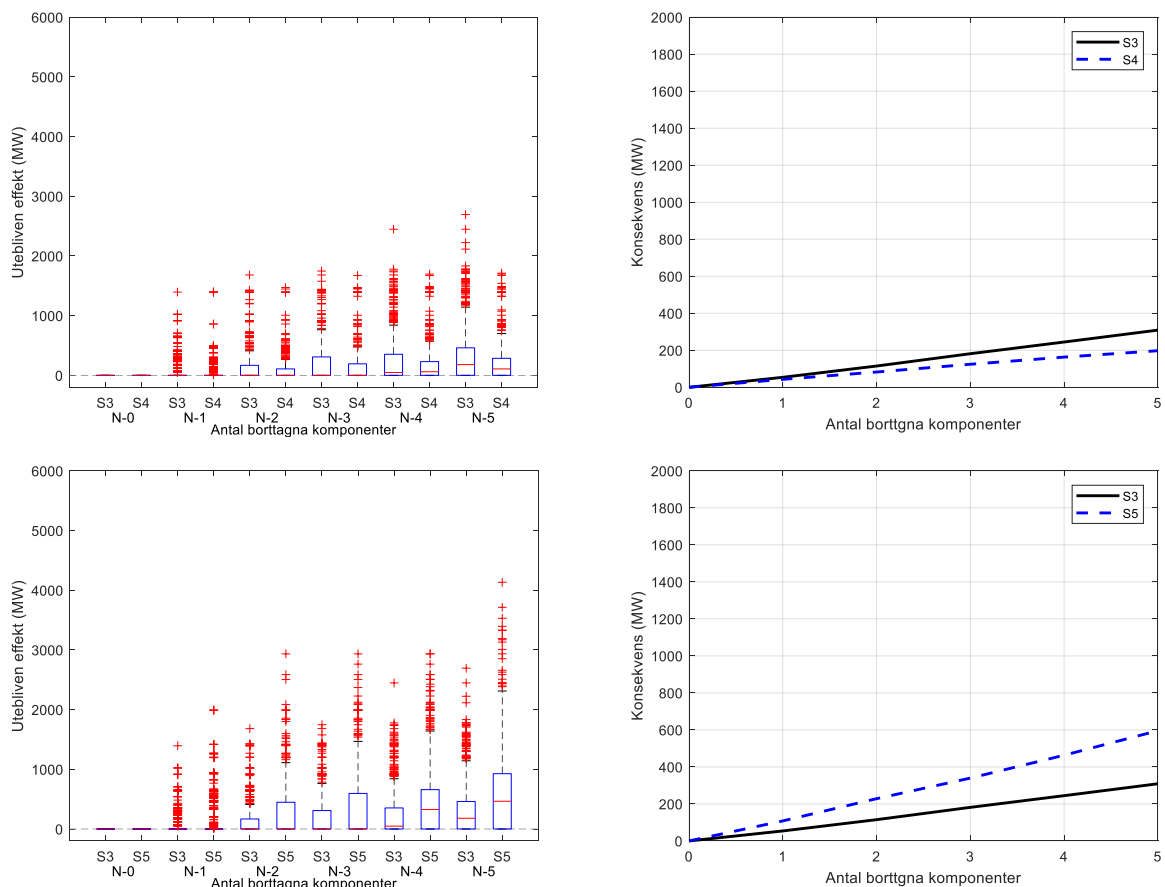 6000
5000
4000
3000
2000
1000
0
Utebliven effekt (MW)
S3 S4 S3 S4 S3 S4 S3 S4 S3 S4 S3 S4
N-0 N-1 N-2 N-3 N-4 N-5
Antal borttagna komponenter
2000
1800
1600
1400
1200
1000
800
600
400
200
0
Konsekvens (MW)
S3
S4
0 1 2 3 4 5
Antal borttgna komponenter
6000
5000
4000
3000
2000
1000
0
Utebliven effekt (MW)
S3 S5 S3 S5 S3 S5 S3 S5 S3 S5 S3 S5
N-0 N-1 N-2 N-3 N-4 N-5
Antal borttagna komponenter
2000
1800
1600
1400
1200
1000
800
600
400
200
0
Konsekvens (MW)
S3
S5
0 1 2 3 4 5
Antal borttgna komponenter